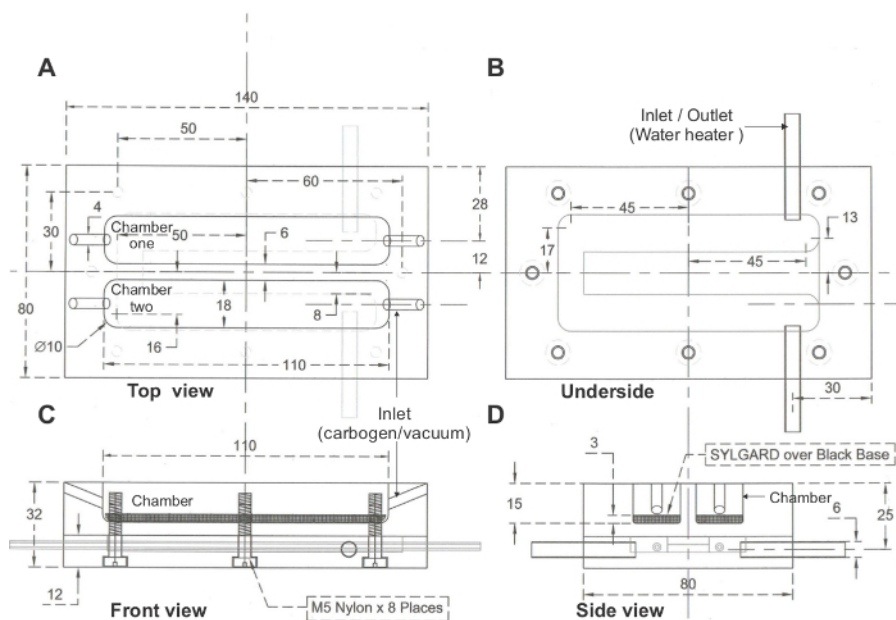 A
B
140
50
Inlet / Outlet
(Water heater )
60
28
4
30
Chamber
one
50
6
12
80
Chamber
two
18
8
Ø10
16
110
Top view
45
17
13
45
Underside
30
C
D
Inlet
(carbogen/vacuum)
110
Chamber
32
12
Front view
M5 Nylon x 8 Places
3
SYLGARD over Black Base
15
Chamber
25
6
80
Side view